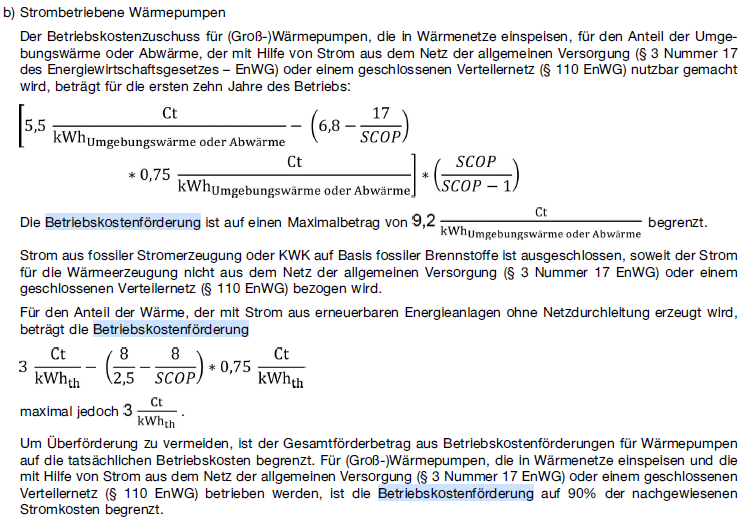 b) Strombetriebene Wärmepumpen
Der Betriebskostenzuschuss für (Groß-)Wärmepumpen, die in Wärmenetze einspeisen, für den Anteil der Umge-
bungswärme oder Abwärme, der mit Hilfe von Strom aus dem Netz der allgemeinen Versorgung (§ 3 Nummer 17
des Energiewirtschaftsgesetzes – EnWG) oder einem geschlossenen Verteilernetz (§ 110 EnWG) nutzbar gemacht
wird, beträgt für die ersten zehn Jahre des Betriebs:
[5,5 Ct/kWh_Umgebungswärme oder Abwärme − (6,8 − 17/SCOP)
* 0,75 Ct/kWh_Umgebungswärme oder Abwärme] * (SCOP/SCOP − 1)
Die Betriebskostenförderung ist auf einen Maximalbetrag von 9,2 Ct/kWh_Umgebungswärme oder Abwärme begrenzt.
Strom aus fossiler Stromerzeugung oder KWK auf Basis fossiler Brennstoffe ist ausgeschlossen, soweit der Strom
für die Wärmeerzeugung nicht aus dem Netz der allgemeinen Versorgung (§ 3 Nummer 17 EnWG) oder einem
geschlossenen Verteilernetz (§ 110 EnWG) bezogen wird.
Für den Anteil der Wärme, der mit Strom aus erneuerbaren Energieanlagen ohne Netzdurchleitung erzeugt wird,
beträgt die Betriebskostenförderung
3 Ct/kWh_th − (8/2,5 − 8/SCOP) * 0,75 Ct/kWh_th
maximal jedoch 3 Ct/kWh_th .
Um Überförderung zu vermeiden, ist der Gesamtförderbetrag aus Betriebskostenförderungen für Wärmepumpen
auf die tatsächlichen Betriebskosten begrenzt. Für (Groß-)Wärmepumpen, die in Wärmenetze einspeisen und die
mit Hilfe von Strom aus dem Netz der allgemeinen Versorgung (§ 3 Nummer 17 EnWG) oder einem geschlossenen
Verteilernetz (§ 110 EnWG) betrieben werden, ist die Betriebskostenförderung auf 90% der nachgewiesenen
Stromkosten begrenzt.